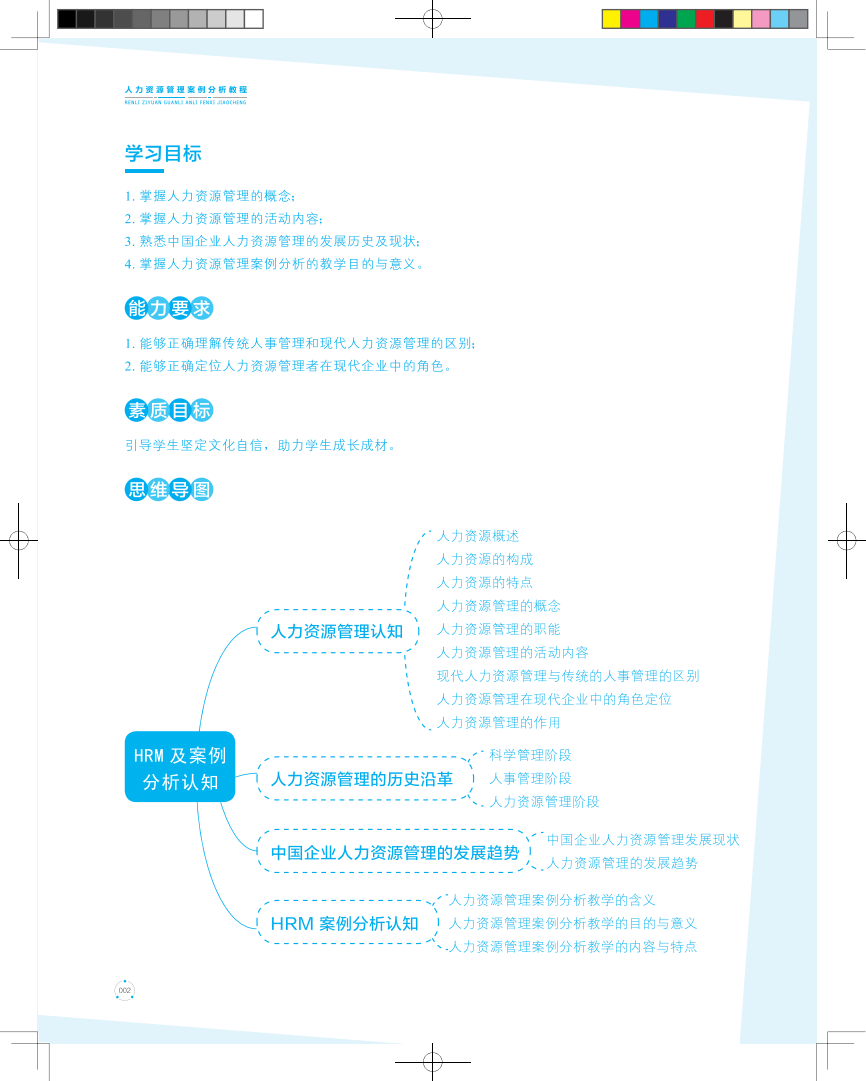 人力资源管理案例分析教程
RENLI ZIYUAN GUANLI ANLI FENXI JIAOCHENG
学习目标
1. 掌握人力资源管理的概念;
2. 掌握人力资源管理的活动内容;
3. 熟悉中国企业人力资源管理的发展历史及现状;
4. 掌握人力资源管理案例分析的教学目的与意义。
能力要求
1. 能够正确理解传统人事管理和现代人力资源管理的区别;
2. 能够正确定位人力资源管理者在现代企业中的角色。
素质目标
引导学生坚定文化自信，助力学生成长成材。
思维导图
HRM 及案例
分析认知
人力资源管理认知
人力资源概述
人力资源的构成
人力资源的特点
人力资源管理的概念
人力资源管理的职能
人力资源管理的活动内容
现代人力资源管理与传统的人事管理的区别
人力资源管理在现代企业中的角色定位
人力资源管理的作用
人力资源管理的历史沿革
科学管理阶段
人事管理阶段
人力资源管理阶段
中国企业人力资源管理的发展趋势
中国企业人力资源管理发展现状
人力资源管理的发展趋势
HRM 案例分析认知
人力资源管理案例分析教学的含义
人力资源管理案例分析教学的目的与意义
人力资源管理案例分析教学的内容与特点
002